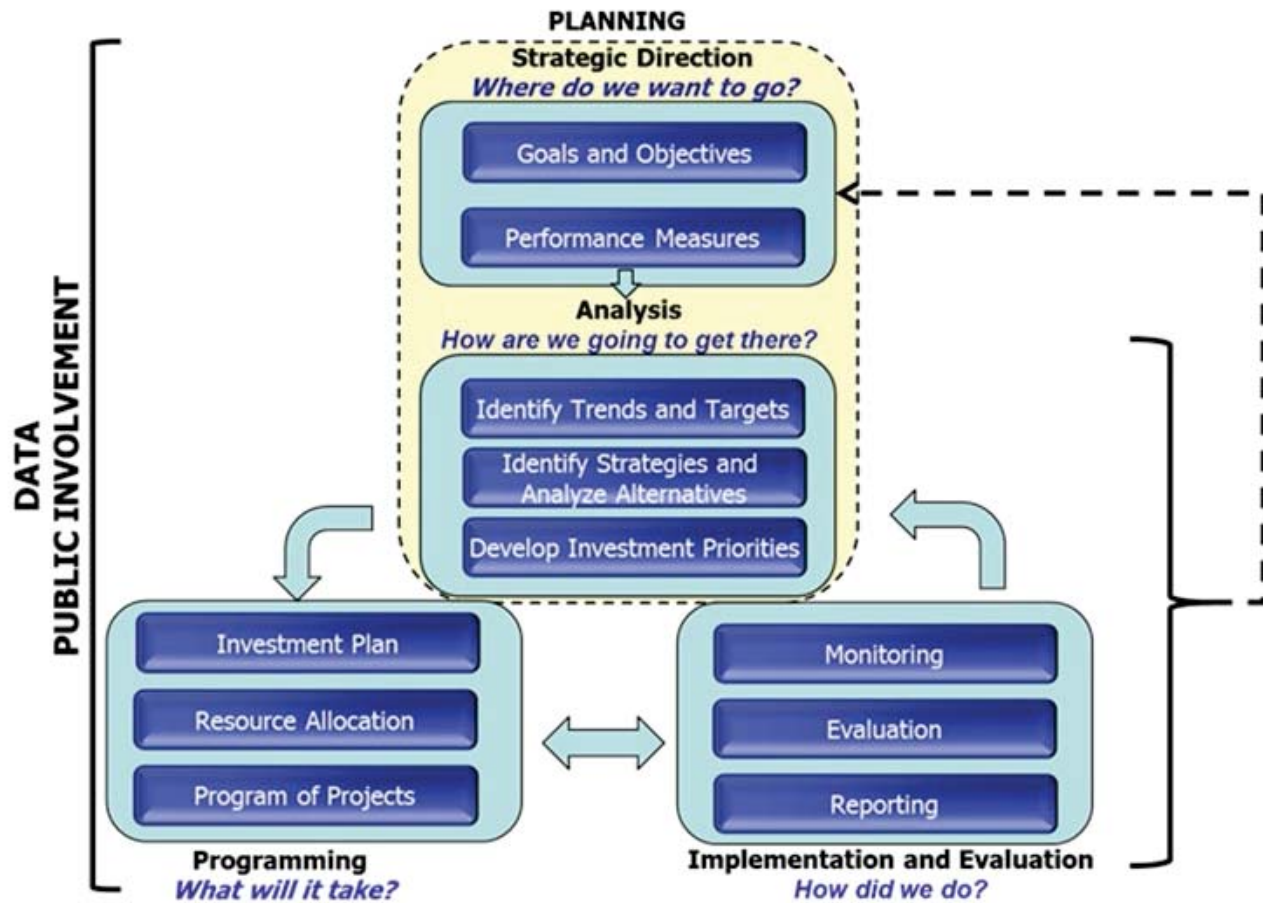 PLANNING
Strategic Direction
Where do we want to go?
Goals and Objectives
Performance Measures
Analysis
How are we going to get there?
Identify Trends and Targets
Identify Strategies and
Analyze Alternatives
Develop Investment Priorities
DATA
PUBLIC INVOLVEMENT
Investment Plan
Resource Allocation
Program of Projects
Programming
What will it take?
Monitoring
Evaluation
Reporting
Implementation and Evaluation
How did we do?